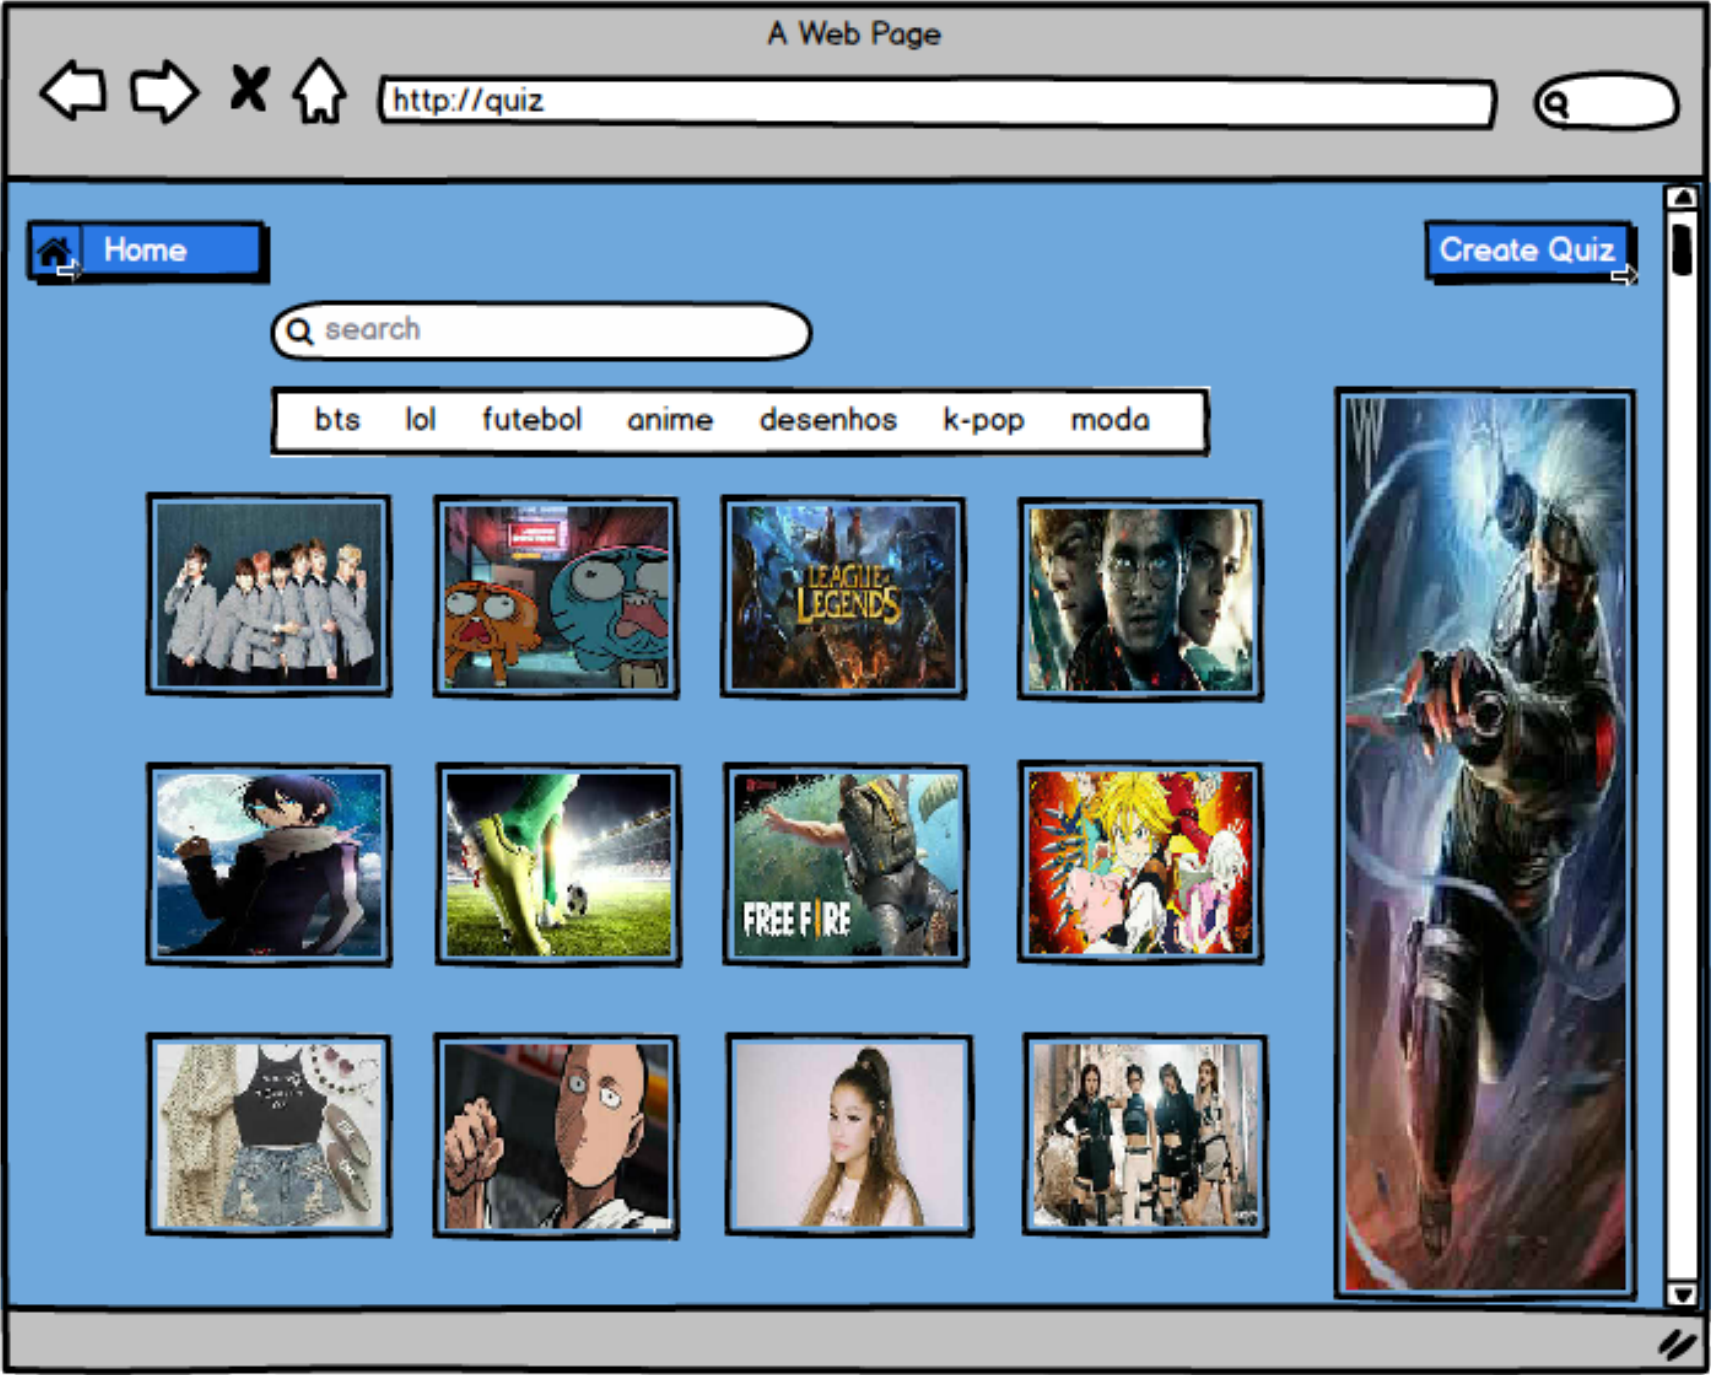 A Web Page
http://quiz
Home
Create Quiz
search
bts lol futebol anime desenhos k-pop moda
LEAGUE of
LEGENDS
FREE FIRE